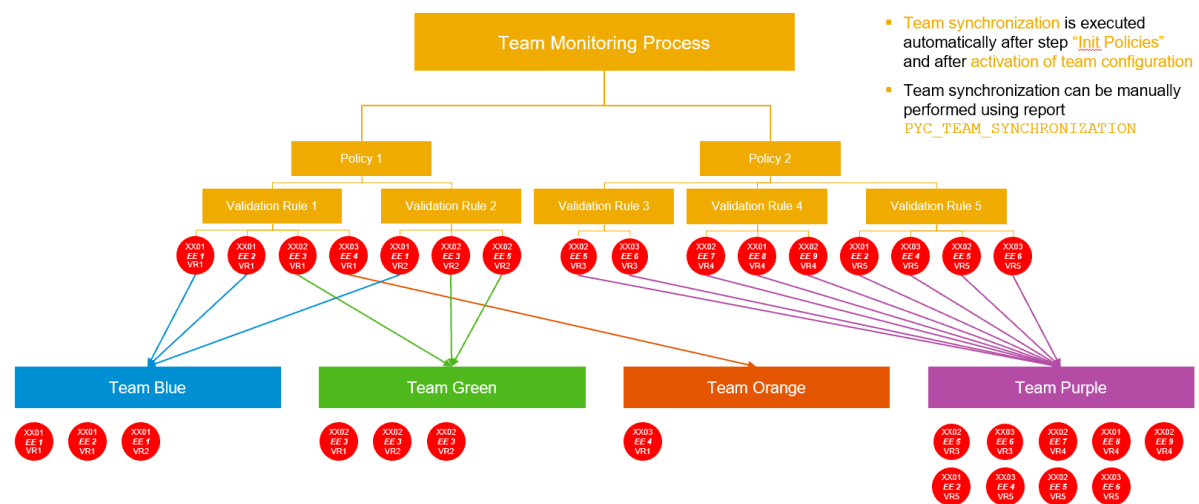 Team Monitoring Process
▪ Team synchronization is executed
automatically after step “Init Policies”
and after activation of team configuration
▪ Team synchronization can be manually
performed using report
PYC_TEAM_SYNCHRONIZATION
Policy 1
Policy 2
Validation Rule 1
Validation Rule 2
Validation Rule 3
Validation Rule 4
Validation Rule 5
XX01
EE 1
VR1
XX01
EE 2
VR1
XX02
EE 3
VR1
XX03
EE 4
VR1
XX01
EE 1
VR2
XX02
EE 3
VR2
XX02
EE 5
VR2
XX02
EE 5
VR3
XX03
EE 6
VR3
XX02
EE 7
VR4
XX01
EE 8
VR4
XX02
EE 9
VR4
XX01
EE 2
VR5
XX03
EE 4
VR5
XX02
EE 5
VR5
XX03
EE 6
VR5
Team Blue
Team Green
Team Orange
Team Purple
XX01
EE 1
VR1
XX01
EE 2
VR1
XX01
EE 1
VR2
XX02
EE 3
VR1
XX02
EE 3
VR2
XX02
EE 3
VR2
XX03
EE 4
VR1
XX02
EE 5
VR3
XX03
EE 6
VR3
XX02
EE 7
VR4
XX01
EE 8
VR4
XX02
EE 9
VR4
XX01
EE 2
VR5
XX03
EE 4
VR5
XX02
EE 5
VR5
XX03
EE 6
VR5